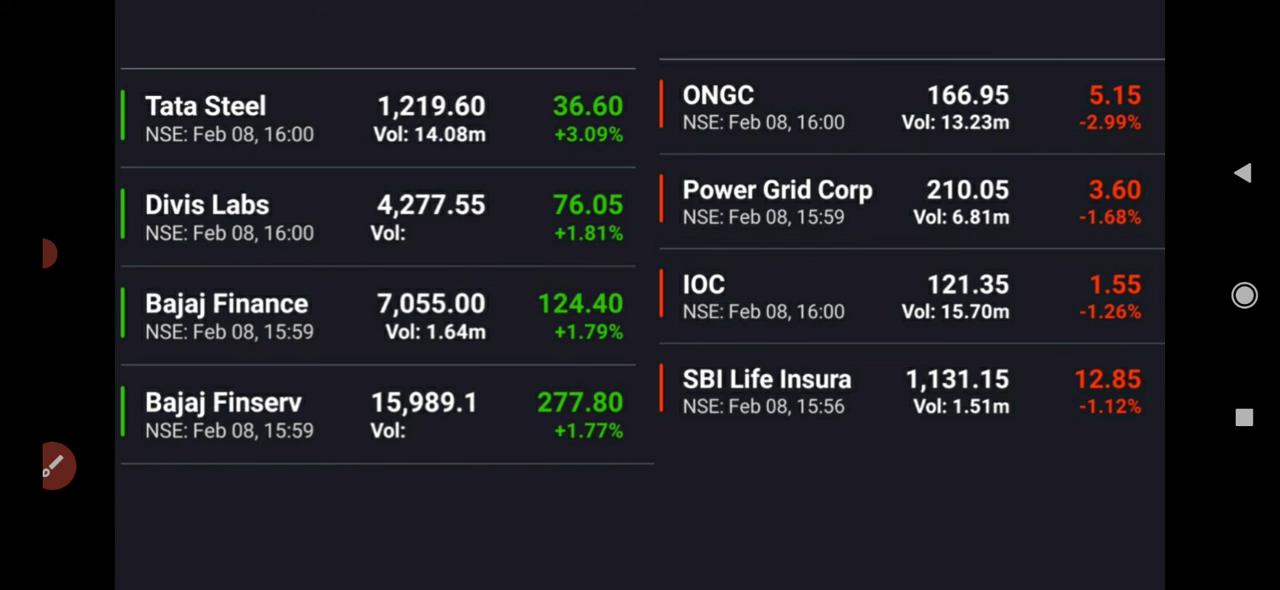 Tata Steel 1,219.60 36.60
NSE: Feb 08, 16:00 Vol: 14.08m +3.09%
Divis Labs 4,277.55 76.05
NSE: Feb 08, 16:00 Vol: +1.81%
Bajaj Finance 7,055.00 124.40
NSE: Feb 08, 15:59 Vol: 1.64m +1.79%
Bajaj Finserv 15,989.1 277.80
NSE: Feb 08, 15:59 Vol: +1.77%
ONGC 166.95 5.15
NSE: Feb 08, 16:00 Vol: 13.23m -2.99%
Power Grid Corp 210.05 3.60
NSE: Feb 08, 15:59 Vol: 6.81m -1.68%
IOC 121.35 1.55
NSE: Feb 08, 16:00 Vol: 15.70m -1.26%
SBI Life Insura 1,131.15 12.85
NSE: Feb 08, 15:56 Vol: 1.51m -1.12%